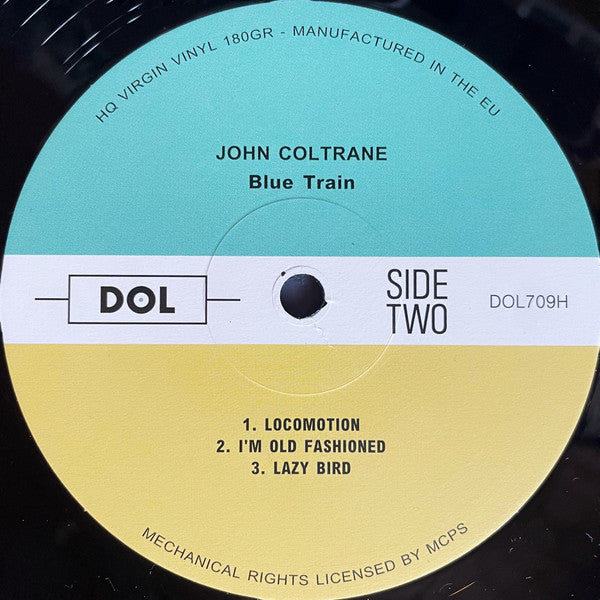 HQ VIRGIN VINYL 180GR - MANUFACTURED IN THE EU
JOHN COLTRANE
Blue Train
DOL
SIDE
TWO
DOL709H
1. LOCOMOTION
2. I'M OLD FASHIONED
3. LAZY BIRD
MECHANICAL RIGHTS LICENSED BY MCPS